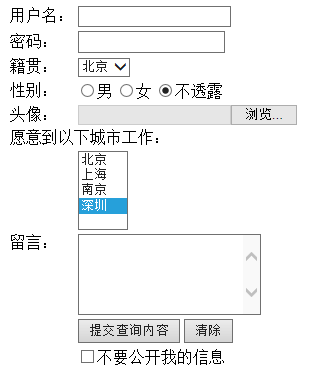 用户名：
密码：
籍贯： 北京
性别： 男 女 不透露
头像： 浏览...
愿意到以下城市工作：
北京
上海
南京
深圳
留言：
提交查询内容 清除
不要公开我的信息